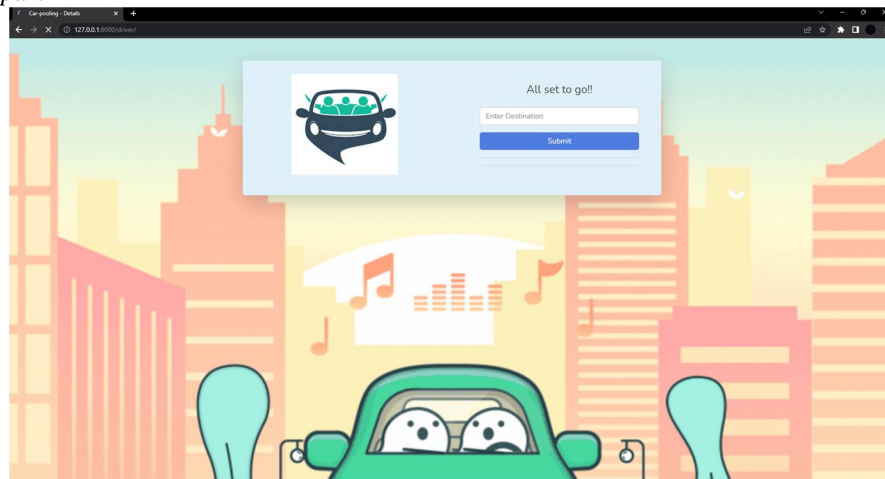 Car-pooling - Details
127.0.0.1:8000/driver/
All set to go!!
Enter Destination
Submit